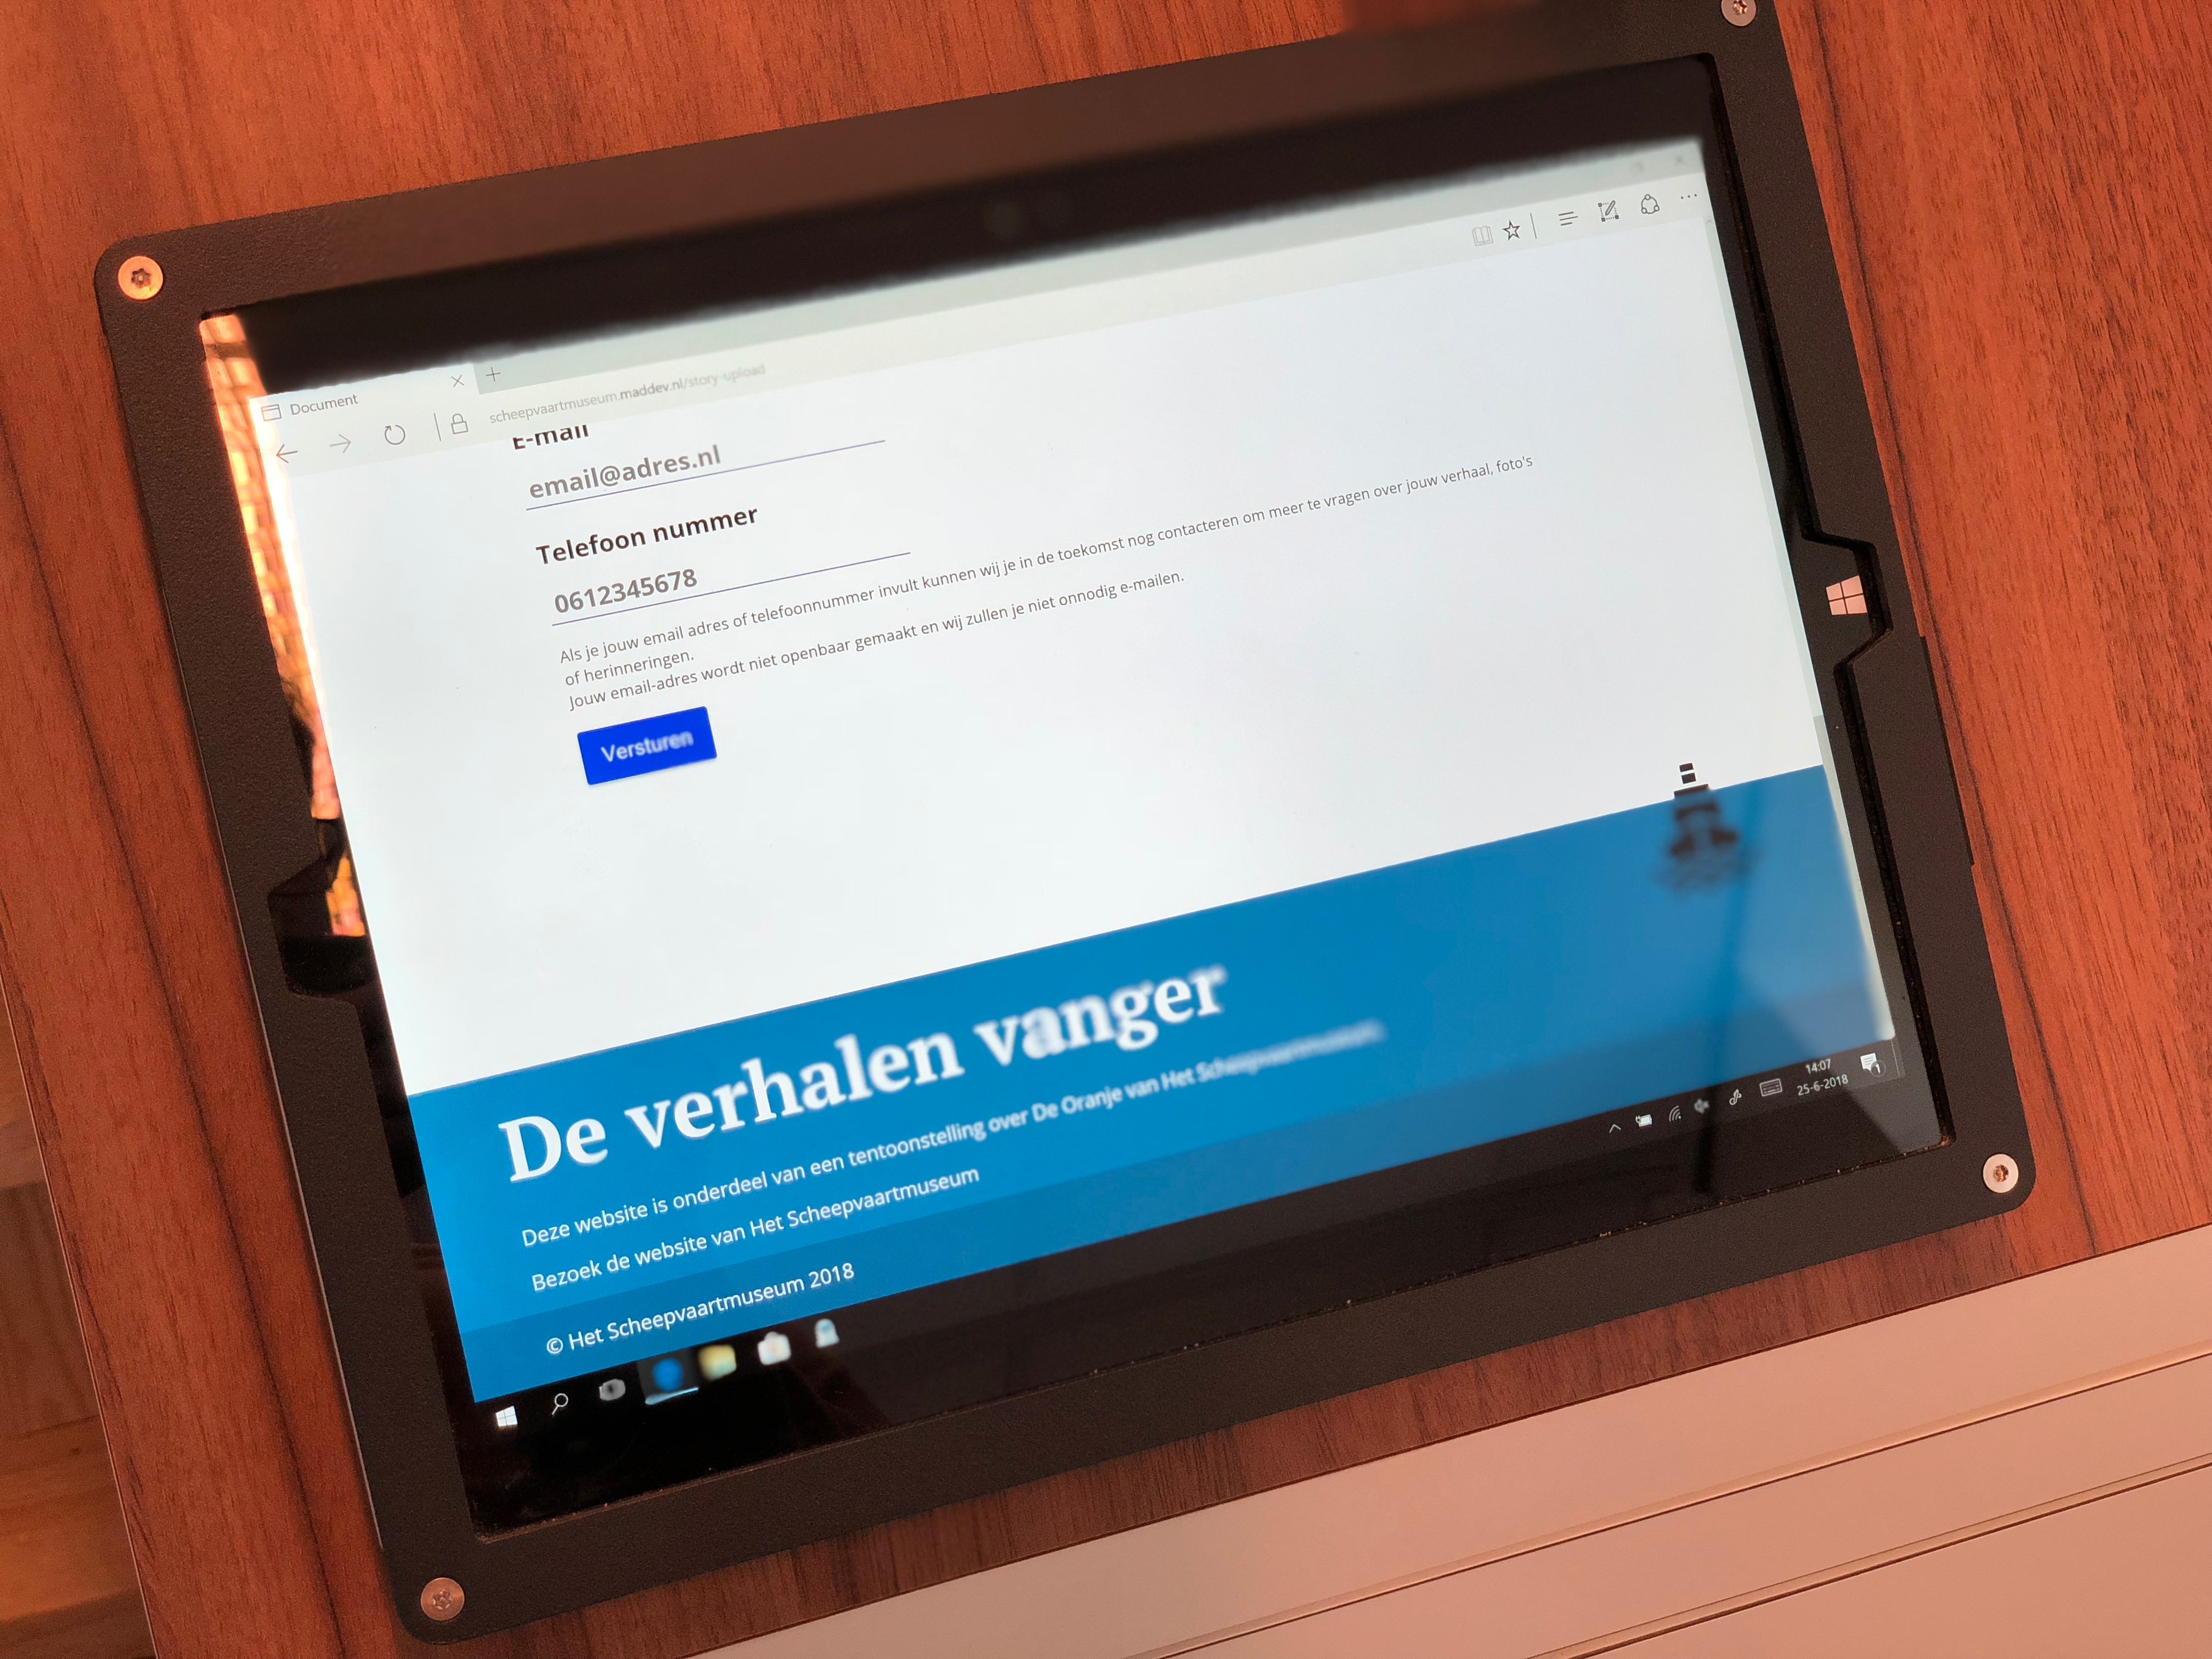 Document
scheepvaartmuseum.maddev.nl/story-upload
E-mail
email@adres.nl
Telefoon nummer
0612345678
Als je jouw email adres of telefoonnummer invult kunnen wij je in de toekomst nog contacteren om meer te vragen over jouw verhaal, foto's
of herinneringen.
Jouw email-adres wordt niet openbaar gemaakt en wij zullen je niet onnodig e-mailen.
Versturen
De verhalen vanger
Deze website is onderdeel van een tentoonstelling over De Oranje van Het Scheepvaartmuseum
Bezoek de website van Het Scheepvaartmuseum
© Het Scheepvaartmuseum 2018
14:07
25-6-2018
1